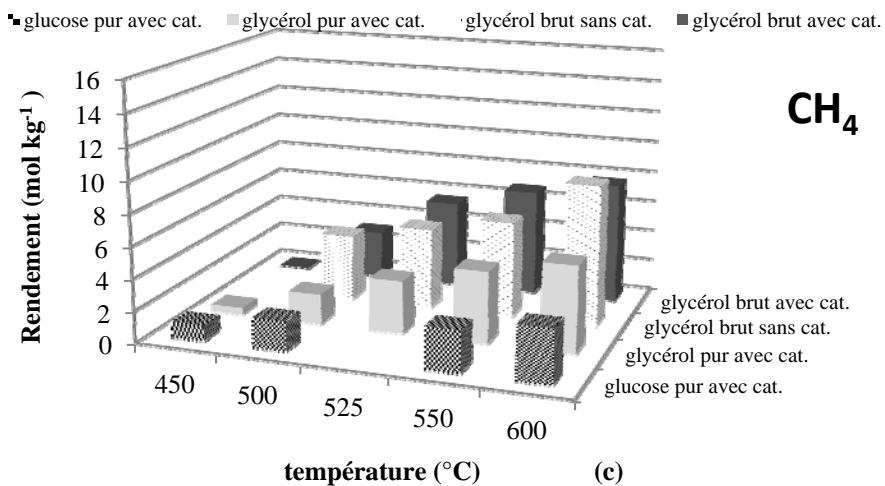 glucose pur avec cat. glycérol pur avec cat. glycérol brut sans cat. glycérol brut avec cat.
CH4
Rendement (mol kg-1)
16
14
12
10
8
6
4
2
0
450
500
525
550
600
glycérol brut avec cat.
glycérol brut sans cat.
glycérol pur avec cat.
glucose pur avec cat.
température (°C) (c)